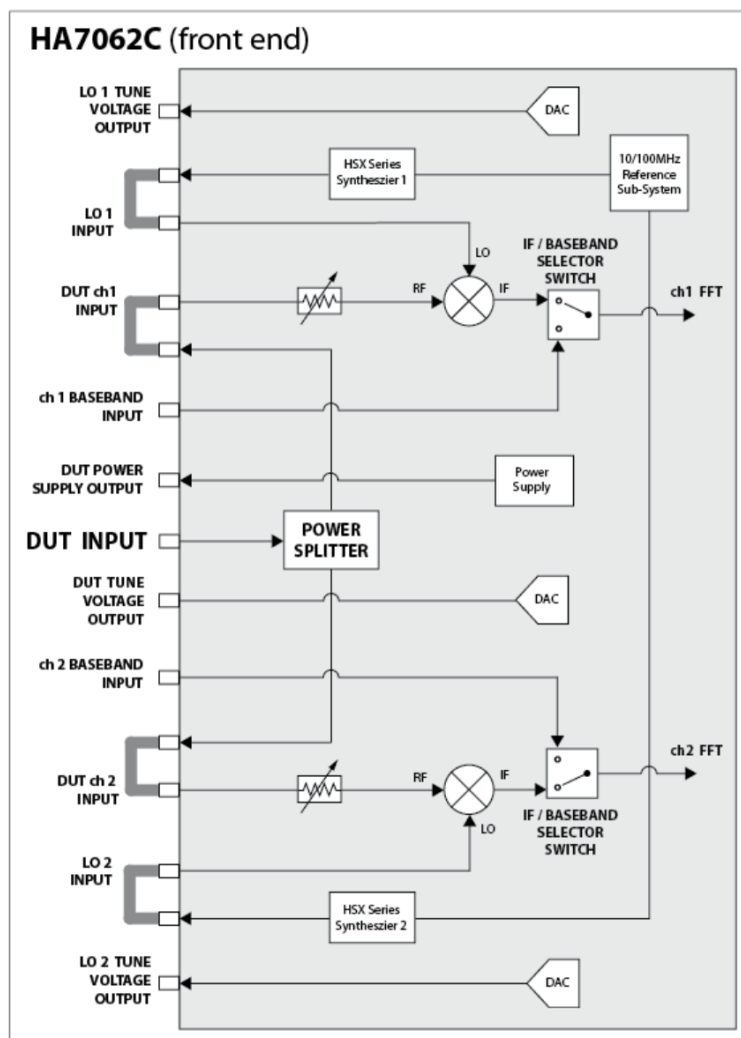 HA7062C (front end)
LO 1 TUNE
VOLTAGE
OUTPUT
DAC
HSX Series
Syntheszier 1
10/100MHz
Reference
Sub-System
LO 1
INPUT
LO
IF / BASEBAND
SELECTOR
SWITCH
DUT ch1
INPUT
RF
IF
ch1 FFT
ch 1 BASEBAND
INPUT
DUT POWER
SUPPLY OUTPUT
Power
Supply
DUT INPUT
POWER
SPLITTER
DUT TUNE
VOLTAGE
OUTPUT
DAC
ch 2 BASEBAND
INPUT
ch2 FFT
DUT ch 2
INPUT
RF
IF
LO
IF / BASEBAND
SELECTOR
SWITCH
LO 2
INPUT
HSX Series
Syntheszier 2
LO 2 TUNE
VOLTAGE
OUTPUT
DAC